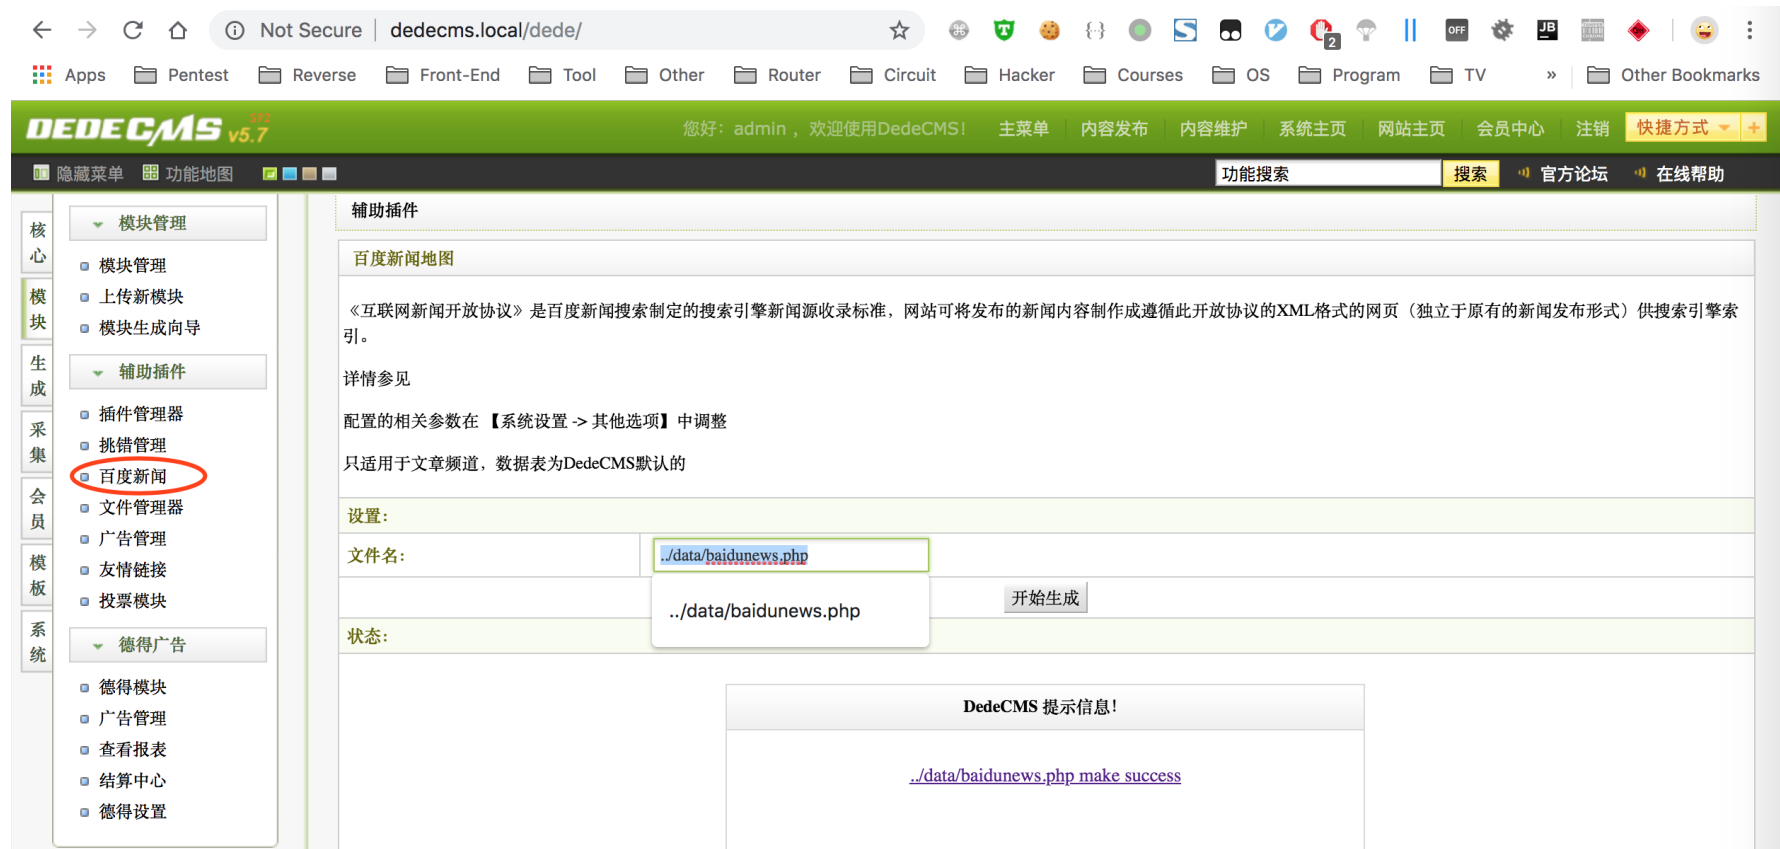 Not Secure | dedecms.local/dede/
OFF
JB
2
Apps Pentest Reverse Front-End Tool Other Router Circuit Hacker Courses OS Program TV » Other Bookmarks
DEDECMS v5.7 SP2
您好：admin ，欢迎使用DedeCMS！ 主菜单 内容发布 内容维护 系统主页 网站主页 会员中心 注销 快捷方式 +
隐藏菜单 功能地图 功能搜索 搜索 官方论坛 在线帮助
核心
模块
生成
采集
会员
模板
系统
模块管理
模块管理
上传新模块
模块生成向导
辅助插件
插件管理器
挑错管理
百度新闻
文件管理器
广告管理
友情链接
投票模块
德得广告
德得模块
广告管理
查看报表
结算中心
德得设置
辅助插件
百度新闻地图
《互联网新闻开放协议》是百度新闻搜索制定的搜索引擎新闻源收录标准，网站可将发布的新闻内容制作成遵循此开放协议的XML格式的网页（独立于原有的新闻发布形式）供搜索引擎索
引。
详情参见
配置的相关参数在 【系统设置 -> 其他选项】中调整
只适用于文章频道，数据表为DedeCMS默认的
设置：
文件名： ../data/baidunews.php
../data/baidunews.php
开始生成
状态：
DedeCMS 提示信息！
../data/baidunews.php make success